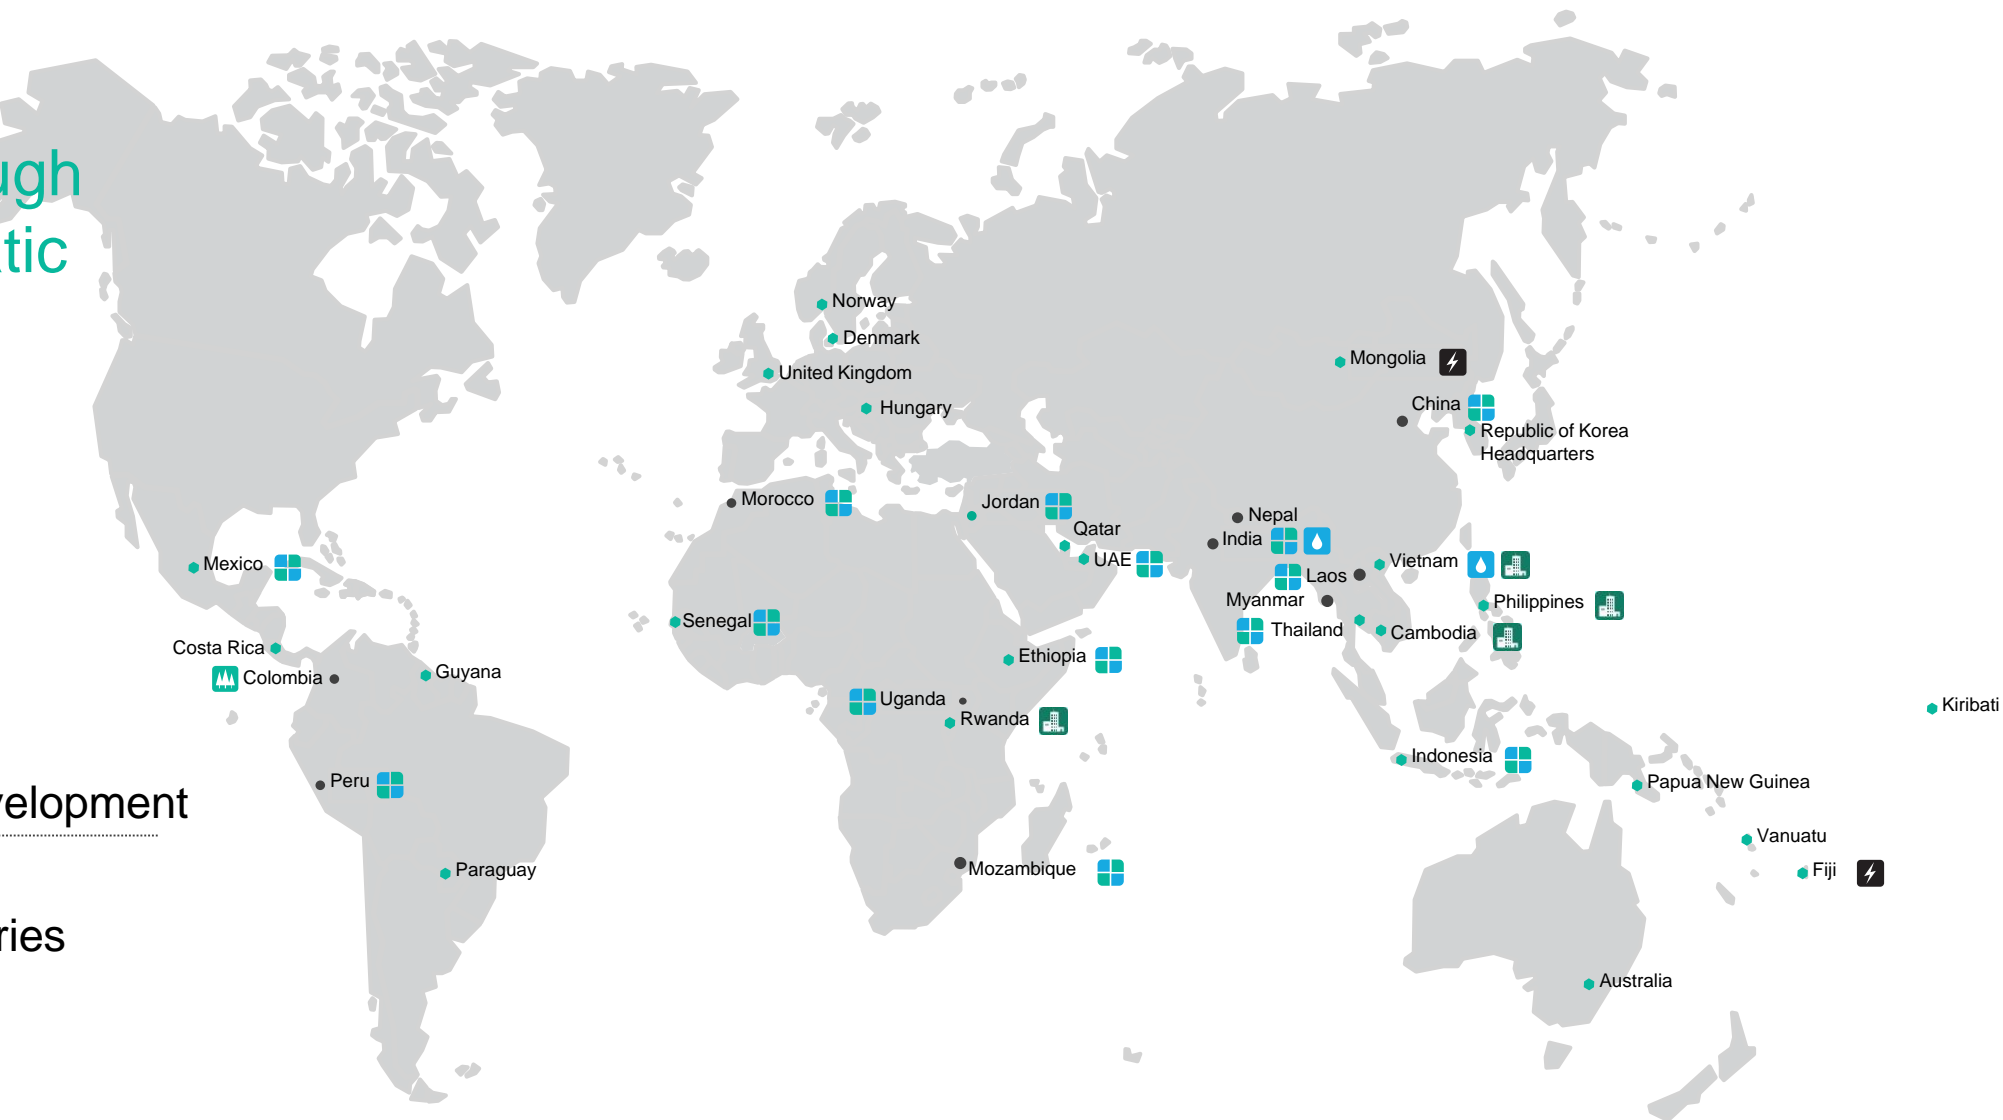 ugh
tic
velopment
ries
Norway
Denmark
United Kingdom
Hungary
Mongolia
China
Republic of Korea
Headquarters
Morocco
Jordan
Qatar
UAE
Nepal
India
Laos
Vietnam
Myanmar
Philippines
Thailand
Cambodia
Mexico
Senegal
Costa Rica
Colombia
Guyana
Ethiopia
Uganda
Rwanda
Kiribati
Indonesia
Peru
Papua New Guinea
Vanuatu
Fiji
Paraguay
Mozambique
Australia